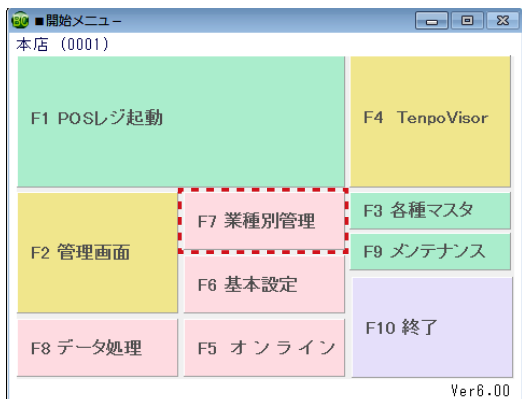 BC ■開始メニュー
本店 (0001)
F1 POSレジ起動
F4 TenpoVisor
F2 管理画面
F7 業種別管理
F3 各種マスタ
F9 メンテナンス
F6 基本設定
F10 終了
F8 データ処理
F5 オンライン
Ver6.00